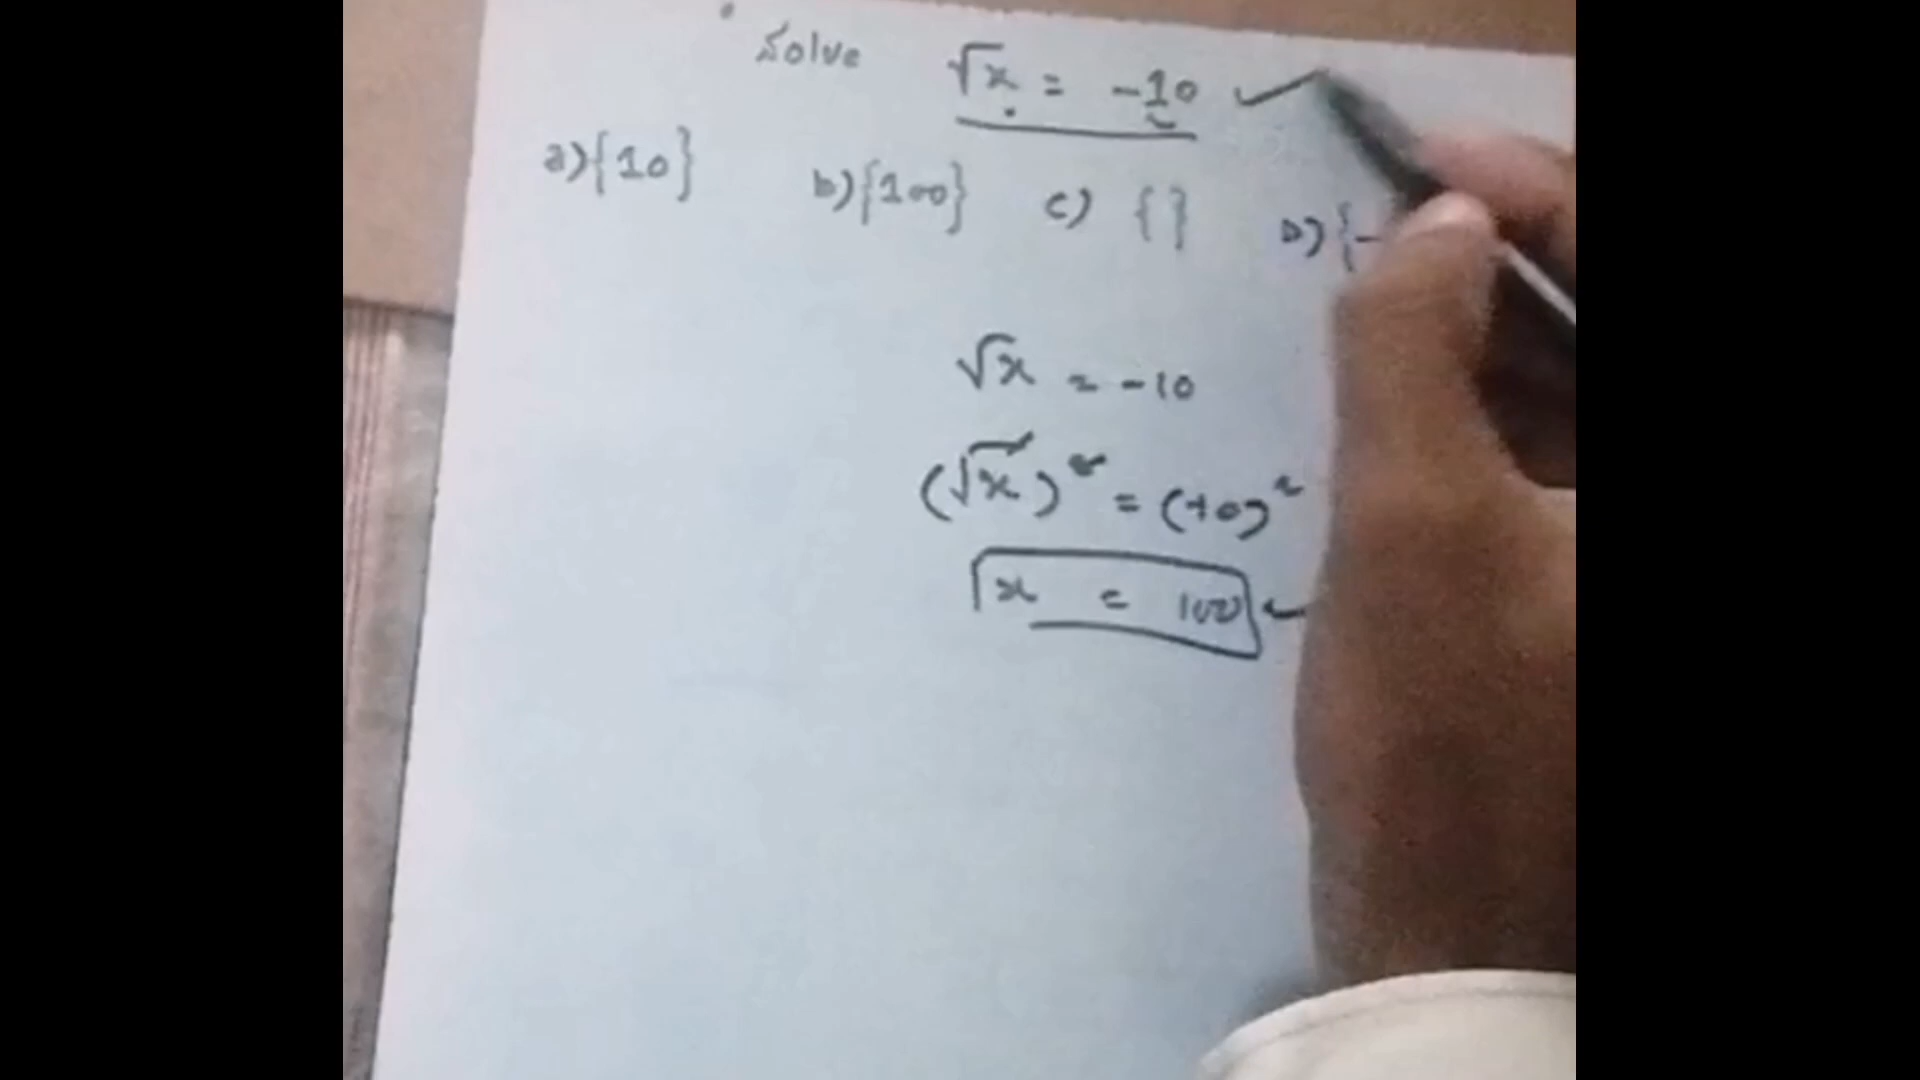 Solve √x = -10
a) {10} b) {100} c) { } D) {-
√x = -10
(√x)² = (-10)²
x = 100